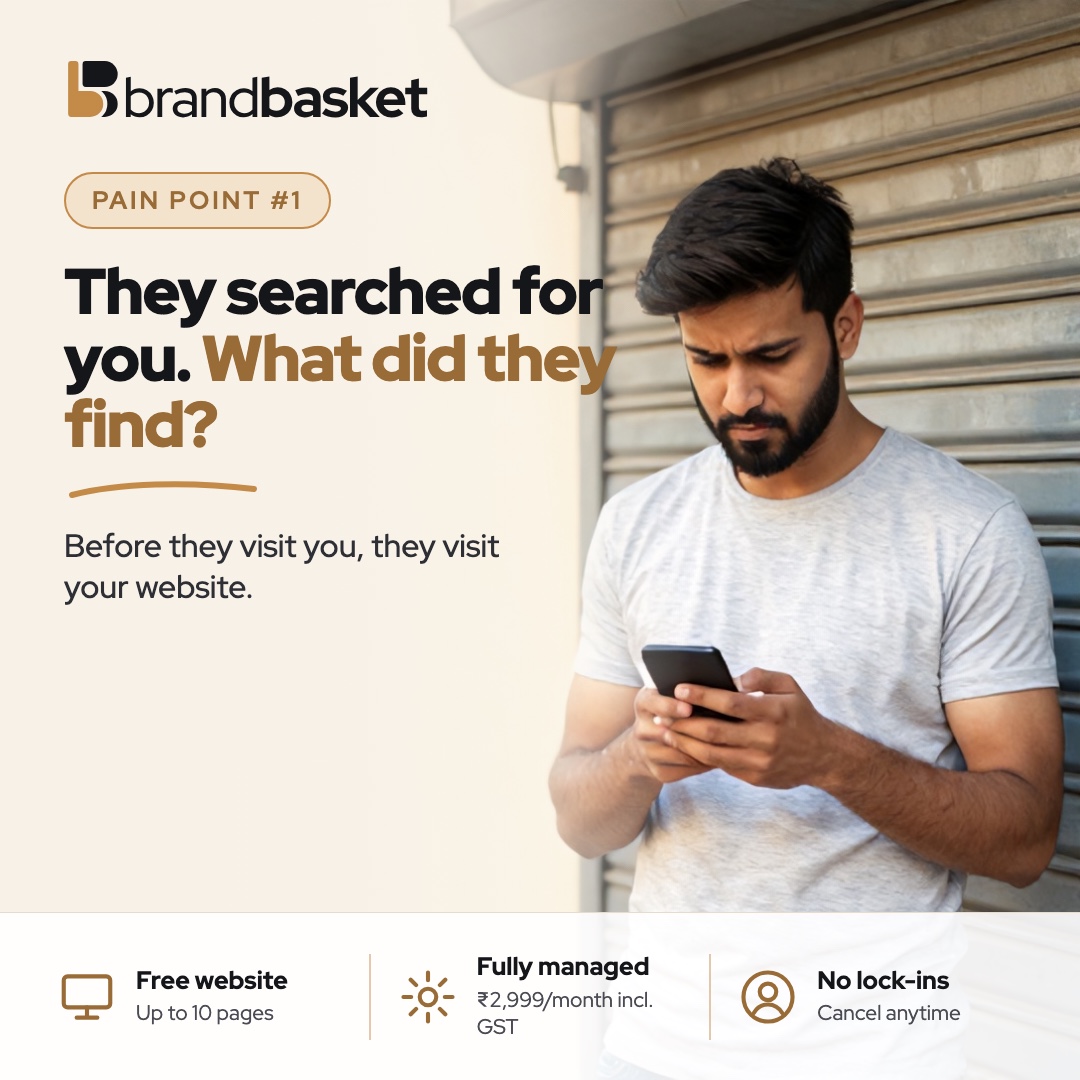 brandbasket
PAIN POINT #1
They searched for
you. What did they
find?
Before they visit you, they visit
your website.
Free website
Up to 10 pages
Fully managed
₹2,999/month incl.
GST
No lock-ins
Cancel anytime